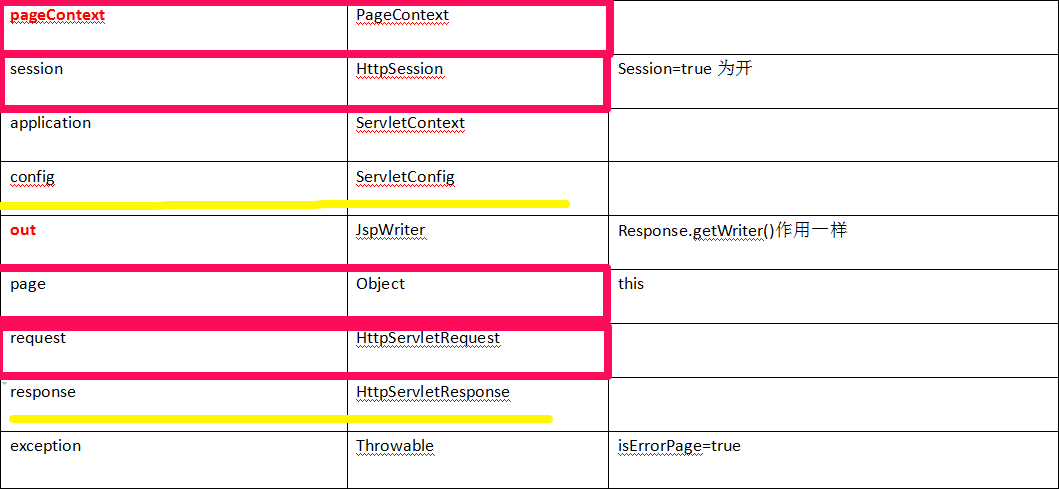 pageContext PageContext
session HttpSession Session=true 为开
application ServletContext
config ServletConfig
out JspWriter Response.getWriter()作用一样
page Object this
request HttpServletRequest
response HttpServletResponse
exception Throwable isErrorPage=true